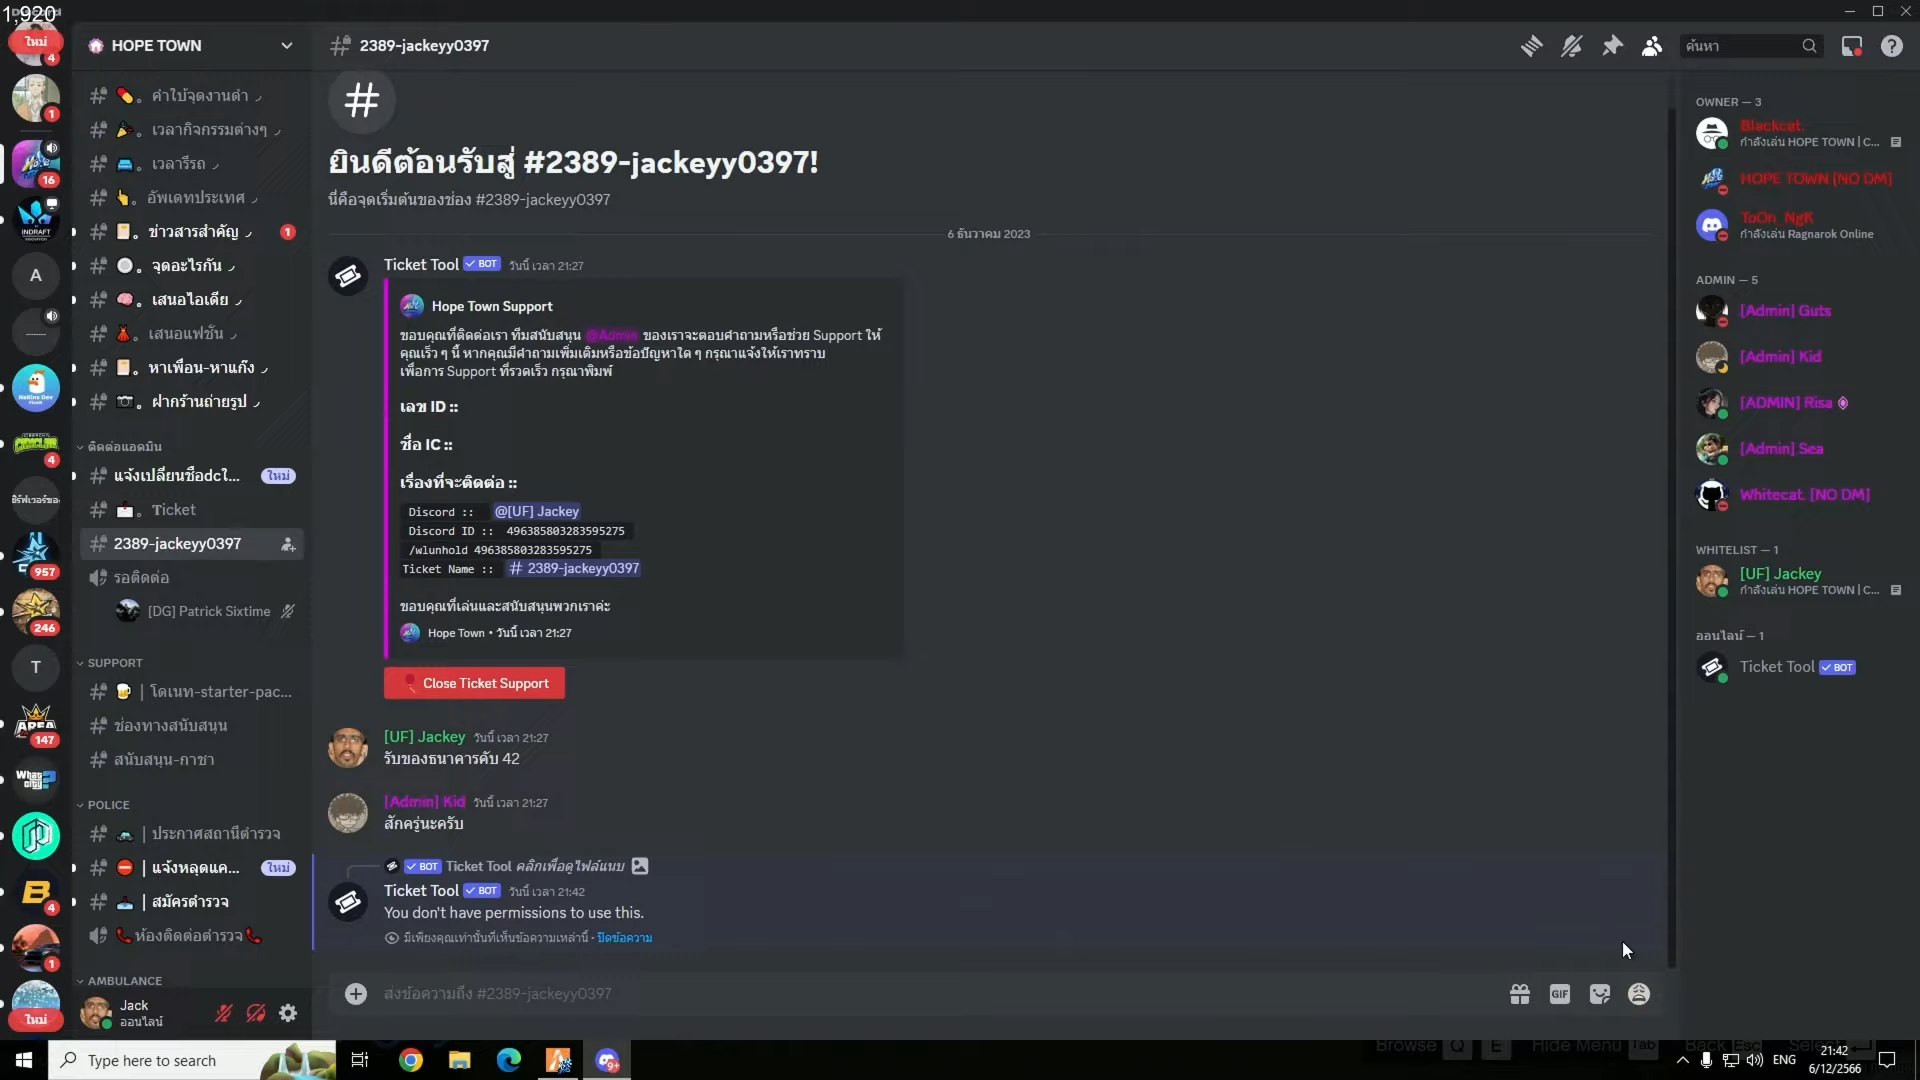 1,920
Discord
HOPE TOWN
2389-jackeyy0397
ค้นหา
ใหม่
4
1
16
INDRAFT
A
NaKinz Dev
4
957
246
T
AREA
147
WHAT CITY
B
4
1
ใหม่
คำใบ้จุดงานดำ
เวลากิจกรรมต่างๆ
เวลารีรถ
อัพเดทประเทศ
ข่าวสารสำคัญ
1
จุดอะไรกัน
เสนอไอเดีย
เสนอแฟชั่น
หาเพื่อน-หาแก๊ง
ฝากร้านถ่ายรูป
ติดต่อแอดมิน
แจ้งเปลี่ยนชื่อdcใ...
ใหม่
Ticket
2389-jackeyy0397
รอติดต่อ
[DG] Patrick Sixtime
SUPPORT
| โดเนท-starter-pac...
ช่องทางสนับสนุน
สนับสนุน-กาชา
POLICE
| ประกาศสถานีตำรวจ
| แจ้งหลุดแค...
ใหม่
| สมัครตำรวจ
ห้องติดต่อตำรวจ
AMBULANCE
Jack
ออนไลน์
ยินดีต้อนรับสู่ #2389-jackeyy0397!
นี่คือจุดเริ่มต้นของช่อง #2389-jackeyy0397
6 ธันวาคม 2023
Ticket Tool BOT วันนี้ เวลา 21:27
Hope Town Support
ขอบคุณที่ติดต่อเรา ทีมสนับสนุน @Admin ของเราจะตอบคำถามหรือช่วย Support ให้
คุณเร็ว ๆ นี้ หากคุณมีคำถามเพิ่มเติมหรือข้อปัญหาใด ๆ กรุณาแจ้งให้เราทราบ
เพื่อการ Support ที่รวดเร็ว กรุณาพิมพ์
เลข ID ::
ชื่อ IC ::
เรื่องที่จะติดต่อ ::
Discord :: @[UF] Jackey
Discord ID :: 496385803283595275
/wlunhold 496385803283595275
Ticket Name :: # 2389-jackeyy0397
ขอบคุณที่เล่นและสนับสนุนพวกเราค่ะ
Hope Town • วันนี้ เวลา 21:27
Close Ticket Support
[UF] Jackey วันนี้ เวลา 21:27
รับของธนาคารคับ 42
[Admin] Kid วันนี้ เวลา 21:27
สักครู่นะครับ
BOT Ticket Tool คลิกเพื่อดูไฟล์แนบ
Ticket Tool BOT วันนี้ เวลา 21:42
You don't have permissions to use this.
มีเพียงคุณเท่านั้นที่เห็นข้อความเหล่านี้ • ปิดข้อความ
ส่งข้อความถึง #2389-jackeyy0397
GIF
OWNER — 3
Blackcat.
กำลังเล่น HOPE TOWN | C...
HOPE TOWN [NO DM]
ToOn_NgK
กำลังเล่น Ragnarok Online
ADMIN — 5
[Admin] Guts
[Admin] Kid
[ADMIN] Risa
[Admin] Sea
Whitecat. [NO DM]
WHITELIST — 1
[UF] Jackey
กำลังเล่น HOPE TOWN | C...
ออนไลน์ — 1
Ticket Tool BOT
Browse Q E Hide Menu Tab Back Esc Select
Type here to search
9+
ENG
21:42
6/12/2566